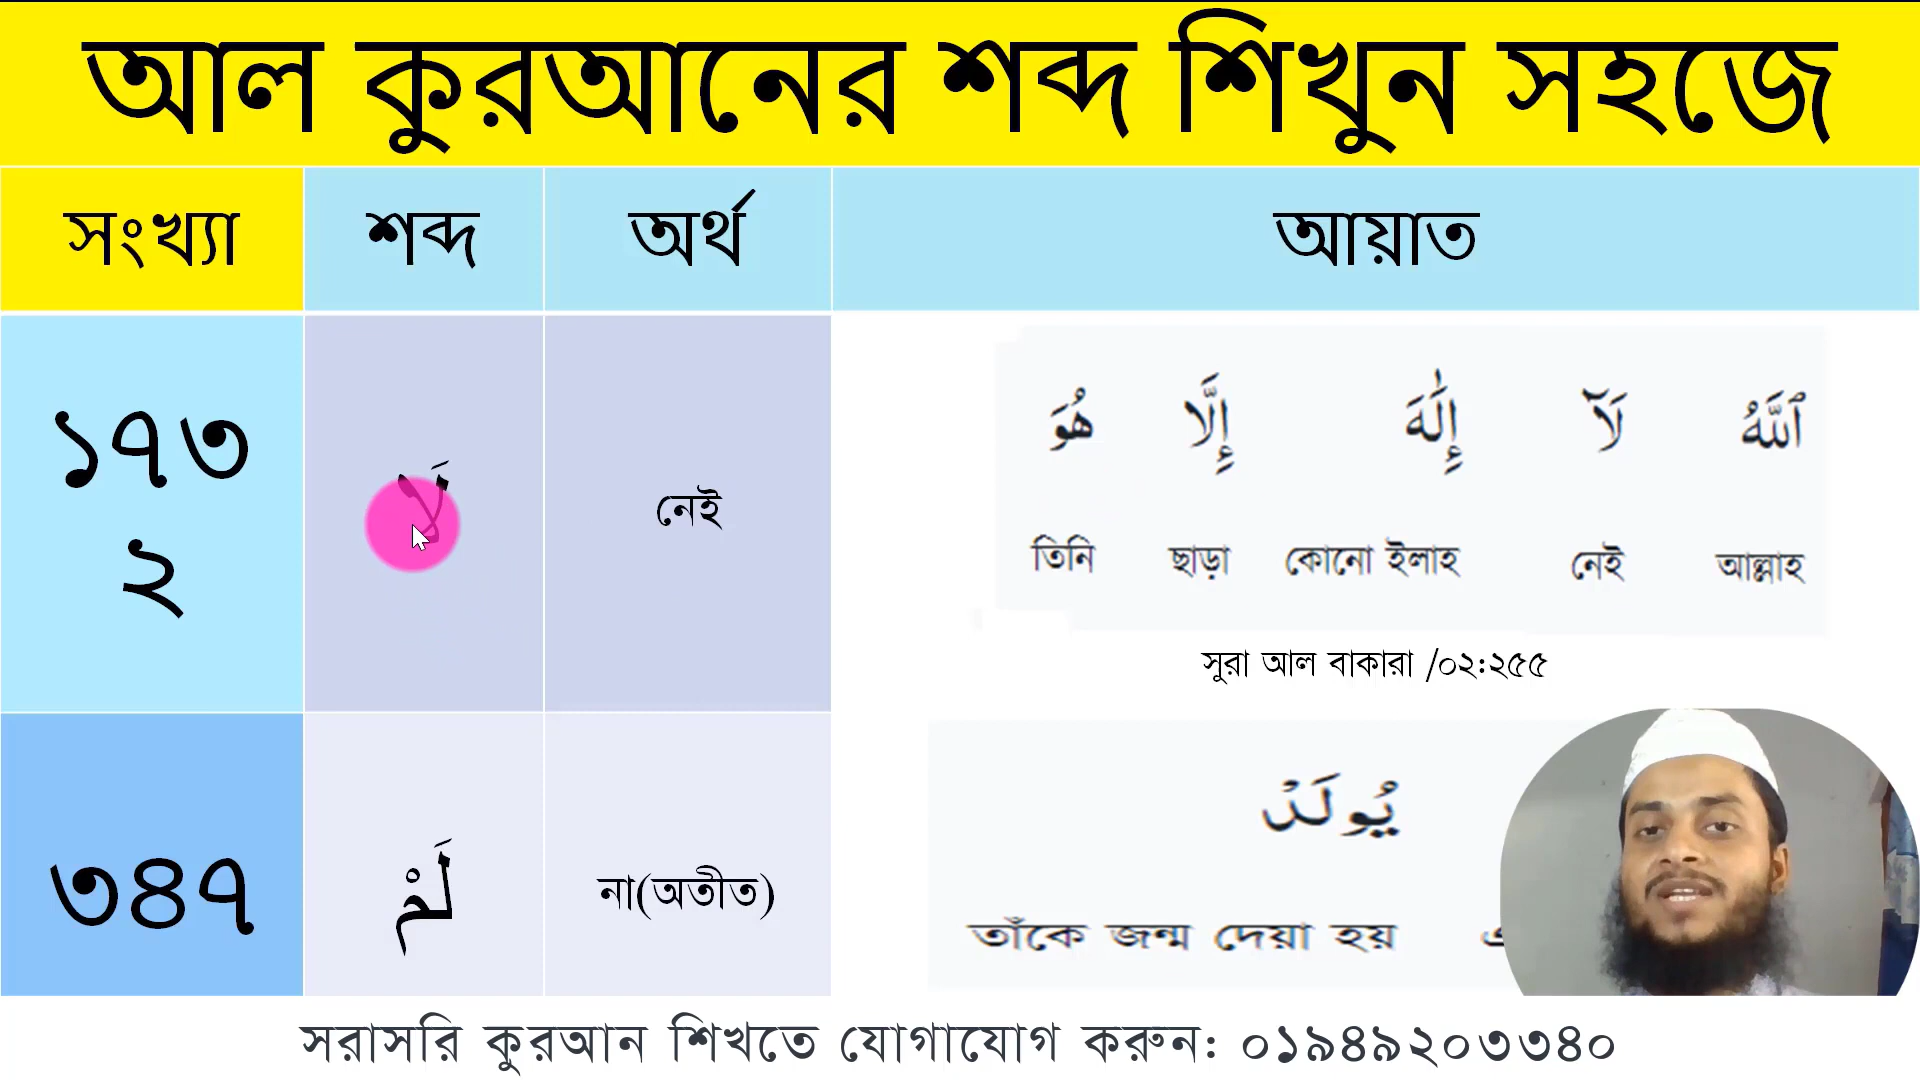 আল কুরআনের শব্দ শিখুন সহজে
সংখ্যা শব্দ অর্থ আয়াত
১৭৩
২
لَا
নেই
ٱللَّهُ لَآ إِلَٰهَ إِلَّا هُوَ
তিনি ছাড়া কোনো ইলাহ নেই আল্লাহ
সুরা আল বাকারা /০২:২৫৫
৩৪৭
لَمْ
না(অতীত)
يُولَدْ
তাঁকে জন্ম দেয়া হয়
সরাসরি কুরআন শিখতে যোগাযোগ করুন: ০১৯৪৯২০৩৩৪০